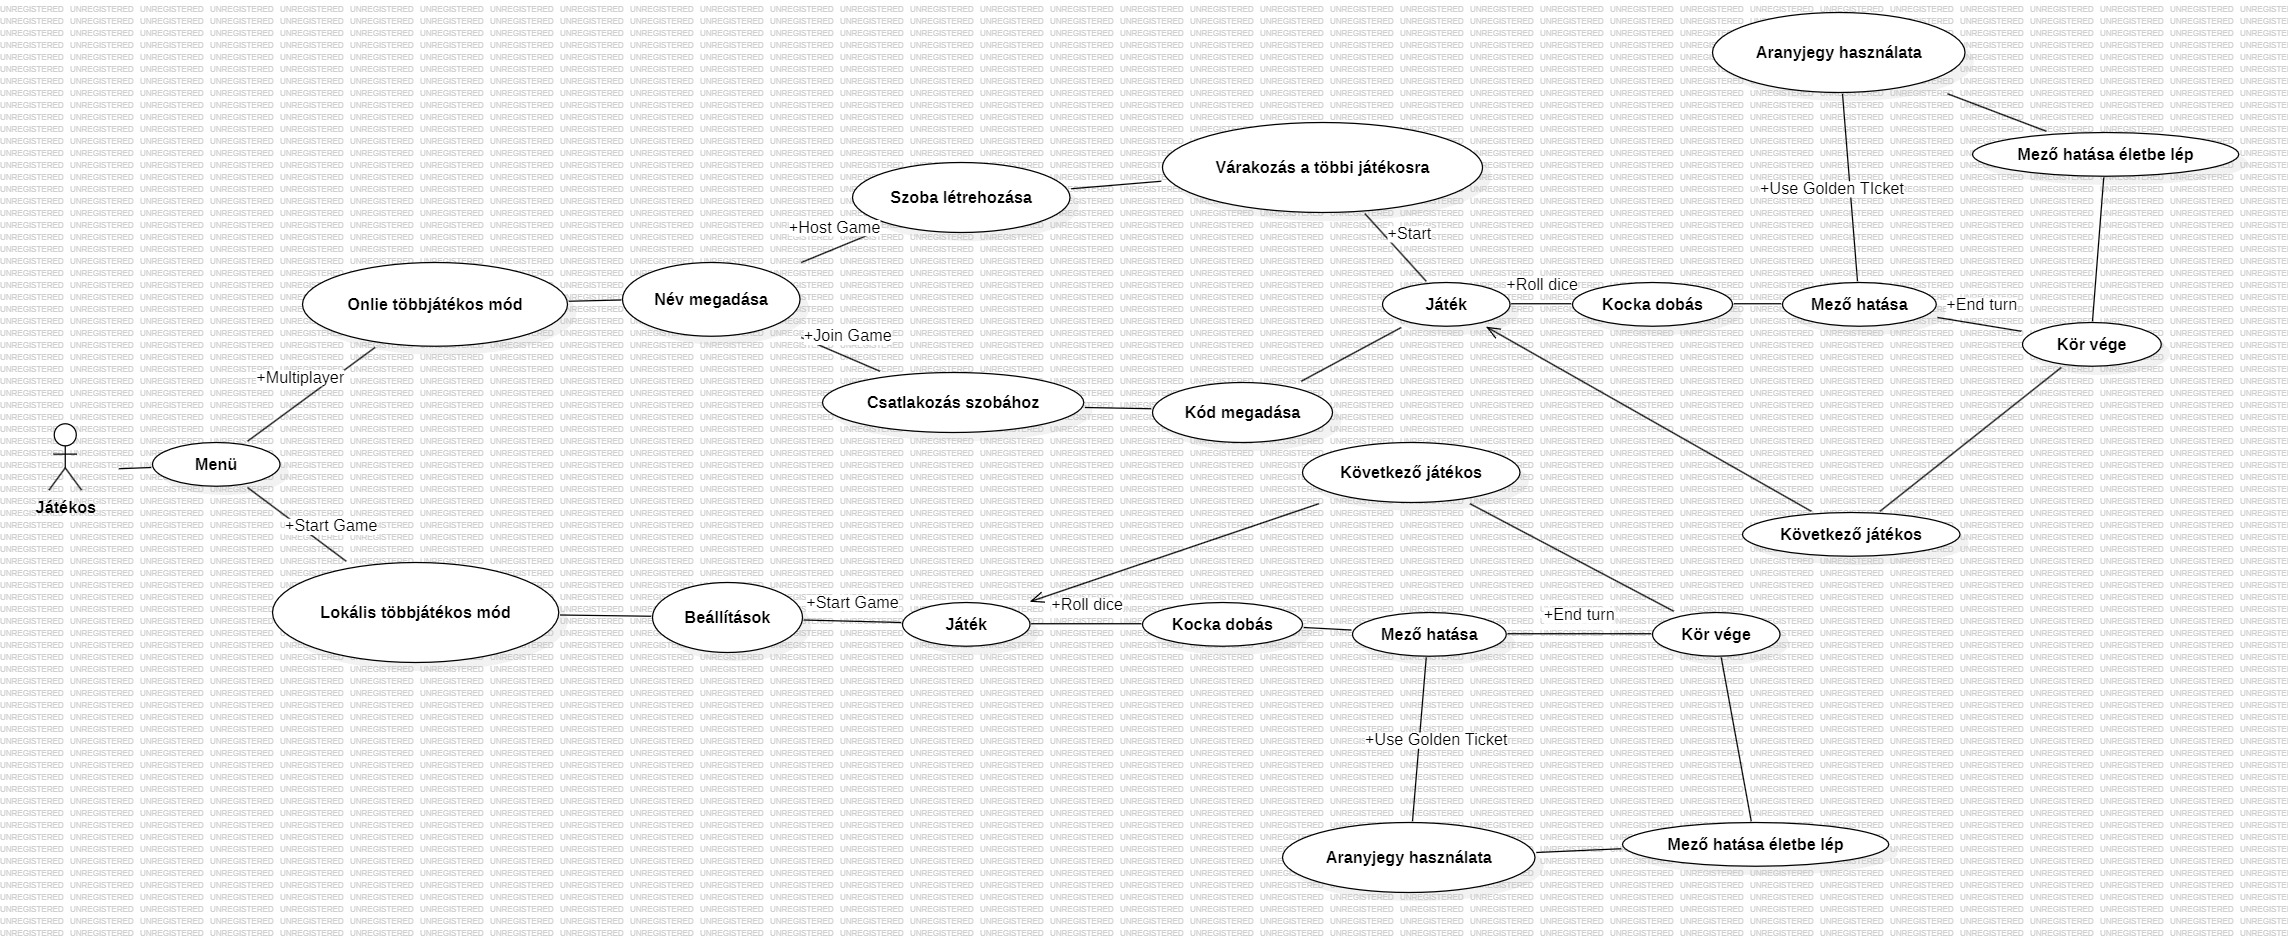 Aranyjegy használata
Mező hatása életbe lép
Várakozás a többi játékosra
Szoba létrehozása
+Use Golden TIcket
+Host Game
+Start
+Roll dice
Onlie többjátékos mód
Név megadása
Játék
Kocka dobás
Mező hatása
+End turn
+Join Game
Kör vége
+Multiplayer
Csatlakozás szobához
Kód megadása
Menü
Következő játékos
Játékos
+Start Game
Következő játékos
Lokális többjátékos mód
Beállítások
+Start Game
Játék
+Roll dice
Kocka dobás
Mező hatása
+End turn
Kör vége
+Use Golden Ticket
Aranyjegy használata
Mező hatása életbe lép
UNREGISTERED